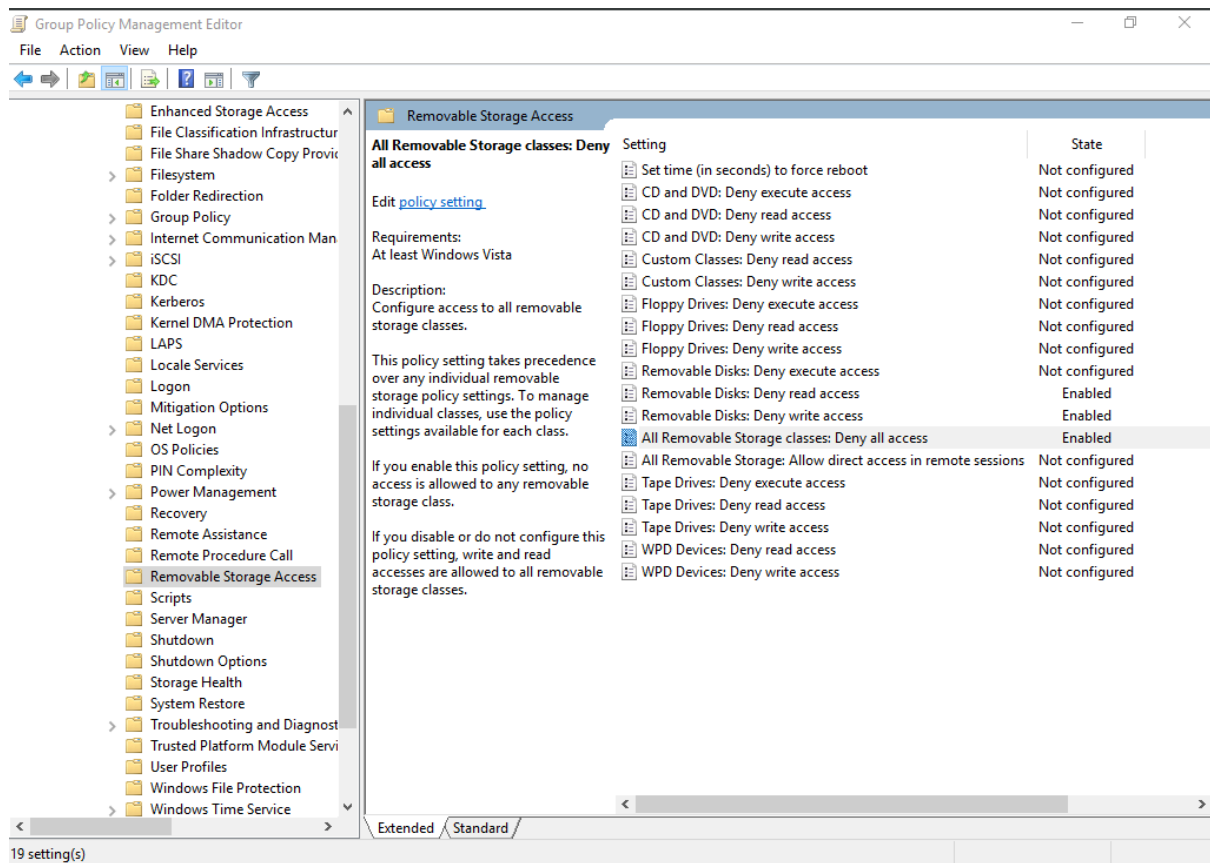 Group Policy Management Editor
File Action View Help
Enhanced Storage Access
File Classification Infrastructur
File Share Shadow Copy Provic
Filesystem
Folder Redirection
Group Policy
Internet Communication Man
iSCSI
KDC
Kerberos
Kernel DMA Protection
LAPS
Locale Services
Logon
Mitigation Options
Net Logon
OS Policies
PIN Complexity
Power Management
Recovery
Remote Assistance
Remote Procedure Call
Removable Storage Access
Scripts
Server Manager
Shutdown
Shutdown Options
Storage Health
System Restore
Troubleshooting and Diagnost
Trusted Platform Module Servi
User Profiles
Windows File Protection
Windows Time Service
Removable Storage Access
All Removable Storage classes: Deny
all access
Edit policy setting
Requirements:
At least Windows Vista
Description:
Configure access to all removable
storage classes.
This policy setting takes precedence
over any individual removable
storage policy settings. To manage
individual classes, use the policy
settings available for each class.
If you enable this policy setting, no
access is allowed to any removable
storage class.
If you disable or do not configure this
policy setting, write and read
accesses are allowed to all removable
storage classes.
Setting State
Set time (in seconds) to force reboot Not configured
CD and DVD: Deny execute access Not configured
CD and DVD: Deny read access Not configured
CD and DVD: Deny write access Not configured
Custom Classes: Deny read access Not configured
Custom Classes: Deny write access Not configured
Floppy Drives: Deny execute access Not configured
Floppy Drives: Deny read access Not configured
Floppy Drives: Deny write access Not configured
Removable Disks: Deny execute access Not configured
Removable Disks: Deny read access Enabled
Removable Disks: Deny write access Enabled
All Removable Storage classes: Deny all access Enabled
All Removable Storage: Allow direct access in remote sessions Not configured
Tape Drives: Deny execute access Not configured
Tape Drives: Deny read access Not configured
Tape Drives: Deny write access Not configured
WPD Devices: Deny read access Not configured
WPD Devices: Deny write access Not configured
Extended Standard
19 setting(s)